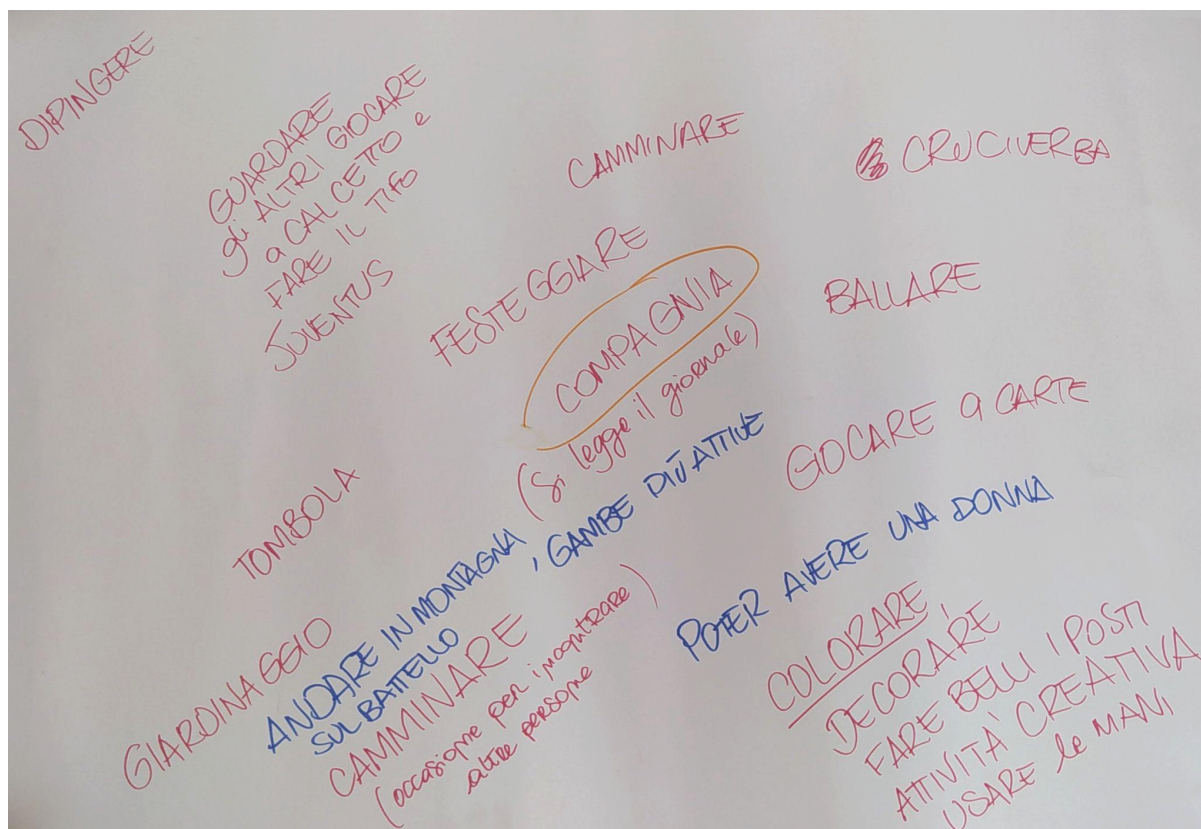 DIPINGERE
GUARDARE
gli ALTRI GIOCARE
a CALCETTO e
FARE IL TIFO
JUVENTUS
CAMMINARE
CRUCIVERBA
FESTEGGIARE
COMPAGNIA
(Si legge il giornale)
BALLARE
GIOCARE a CARTE
TOMBOLA
ANDARE IN MONTAGNA, GAMBE PIÙ ATTIVE
SUL BATTELLO
POTER AVERE UNA DONNA
GIARDINAGGIO
CAMMINARE
(occasione per incontrare)
altre persone
COLORARE,
DECORARE,
FARE BELLI I POSTI
ATTIVITÀ CREATIVA
USARE le MANI